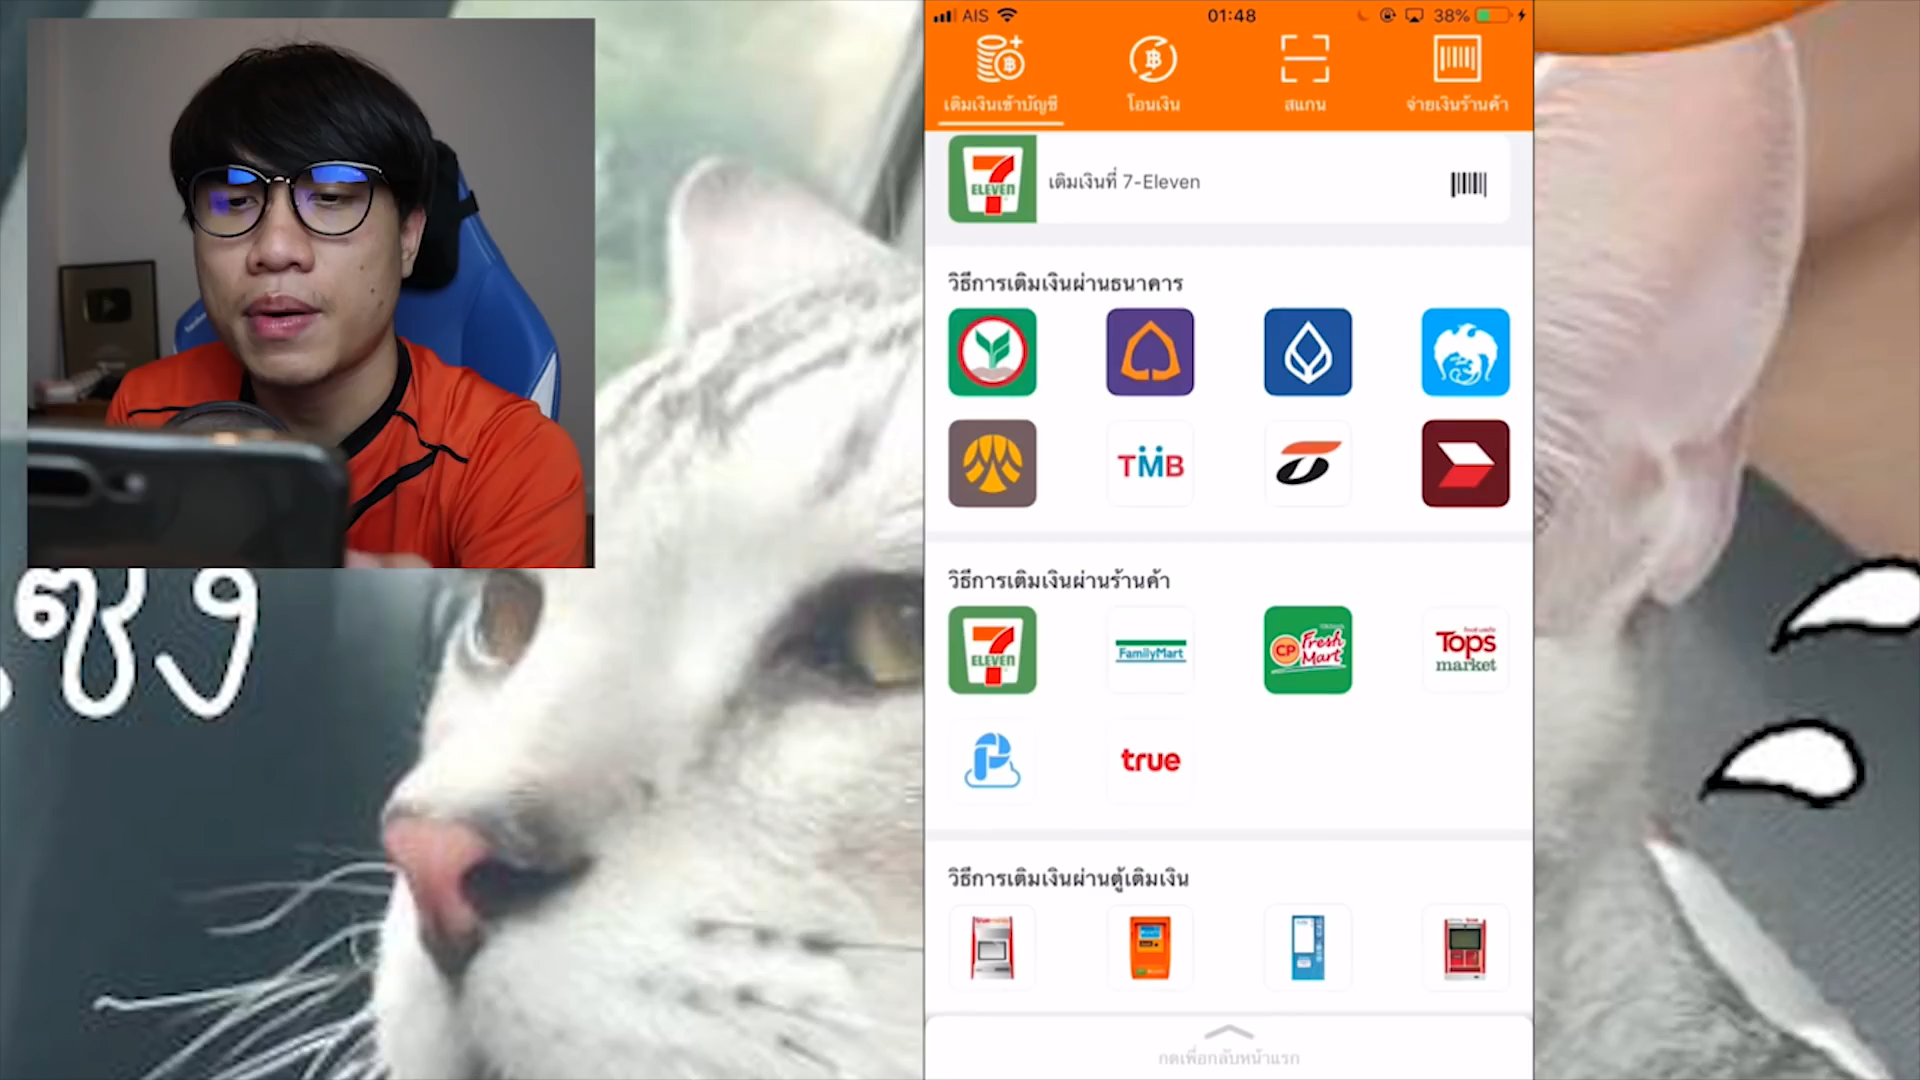 AIS 01:48 38%
เติมเงินเข้าบัญชี โอนเงิน สแกน จ่ายเงินร้านค้า
7 ELEVEN เติมเงินที่ 7-Eleven
วิธีการเติมเงินผ่านธนาคาร
TMB
วิธีการเติมเงินผ่านร้านค้า
7 ELEVEN FamilyMart CP Fresh Mart Tops market
true
วิธีการเติมเงินผ่านตู้เติมเงิน
กดเพื่อกลับหน้าแรก
ซิ่ง